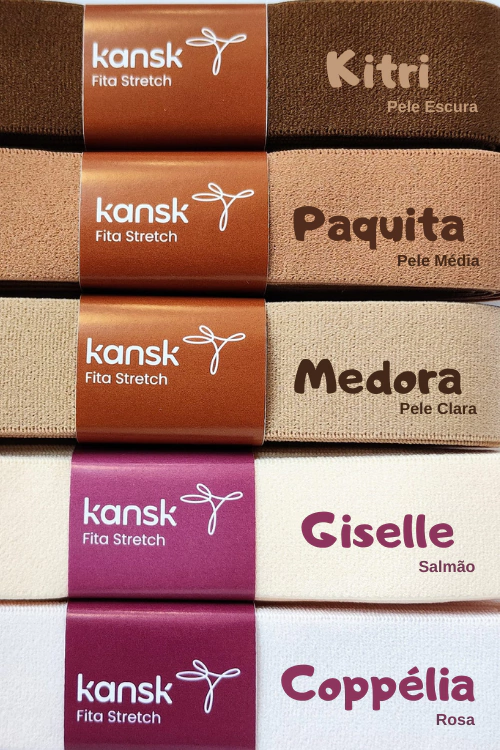 kansk
Fita Stretch
Kitri
Pele Escura
kansk
Fita Stretch
Paquita
Pele Média
kansk
Fita Stretch
Medora
Pele Clara
kansk
Fita Stretch
Giselle
Salmão
kansk
Fita Stretch
Coppélia
Rosa